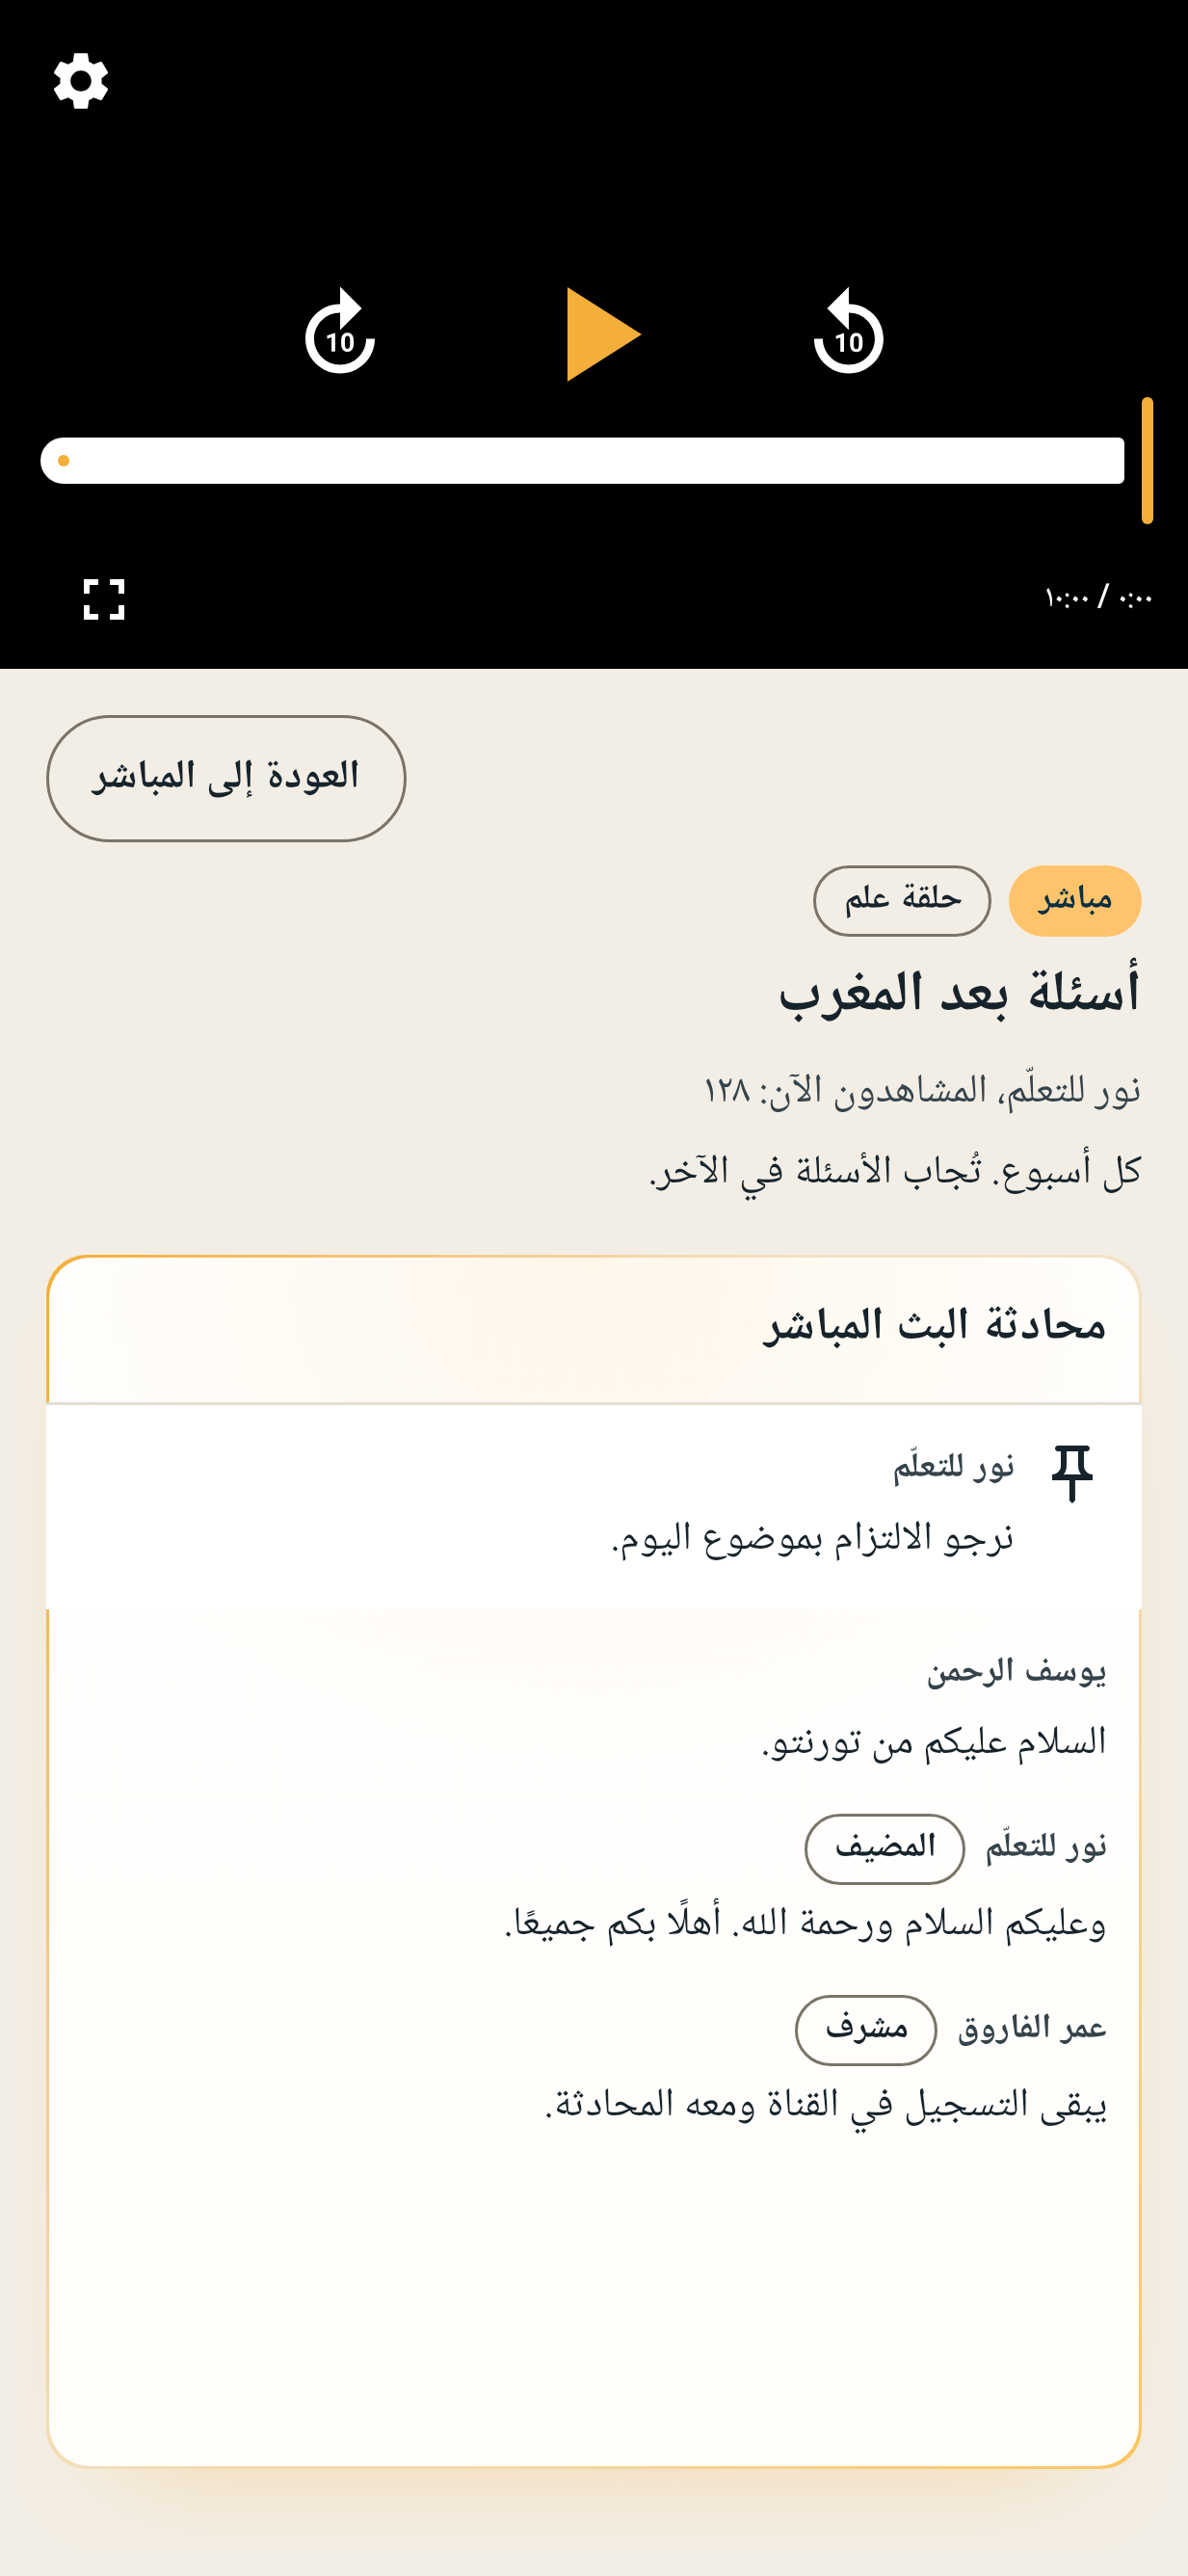 10
10
٠:٠٠ / ١٠:٠٠
العودة إلى المباشر
مباشر
حلقة علم
أسئلة بعد المغرب
نور للتعلّم، المشاهدون الآن: ١٢٨
كل أسبوع. تُجاب الأسئلة في الآخر.
محادثة البث المباشر
نور للتعلّم
نرجو الالتزام بموضوع اليوم.
يوسف الرحمن
السلام عليكم من تورنتو.
نور للتعلّم المضيف
وعليكم السلام ورحمة الله. أهلًا بكم جميعًا.
عمر الفاروق مشرف
يبقى التسجيل في القناة ومعه المحادثة.